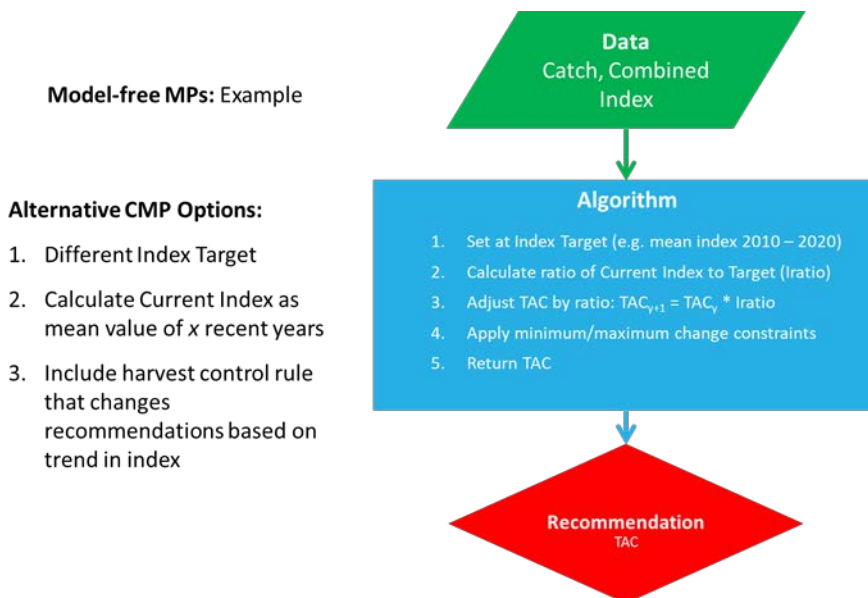 Model-free MPs: Example
Data
Catch, Combined
Index
Alternative CMP Options:
1. Different Index Target
2. Calculate Current Index as
mean value of x recent years
3. Include harvest control rule
that changes
recommendations based on
trend in index
Algorithm
1. Set at Index Target (e.g. mean index 2010 – 2020)
2. Calculate ratio of Current Index to Target (Iratio)
3. Adjust TAC by ratio: TACy+1 = TACy * Iratio
4. Apply minimum/maximum change constraints
5. Return TAC
Recommendation
TAC